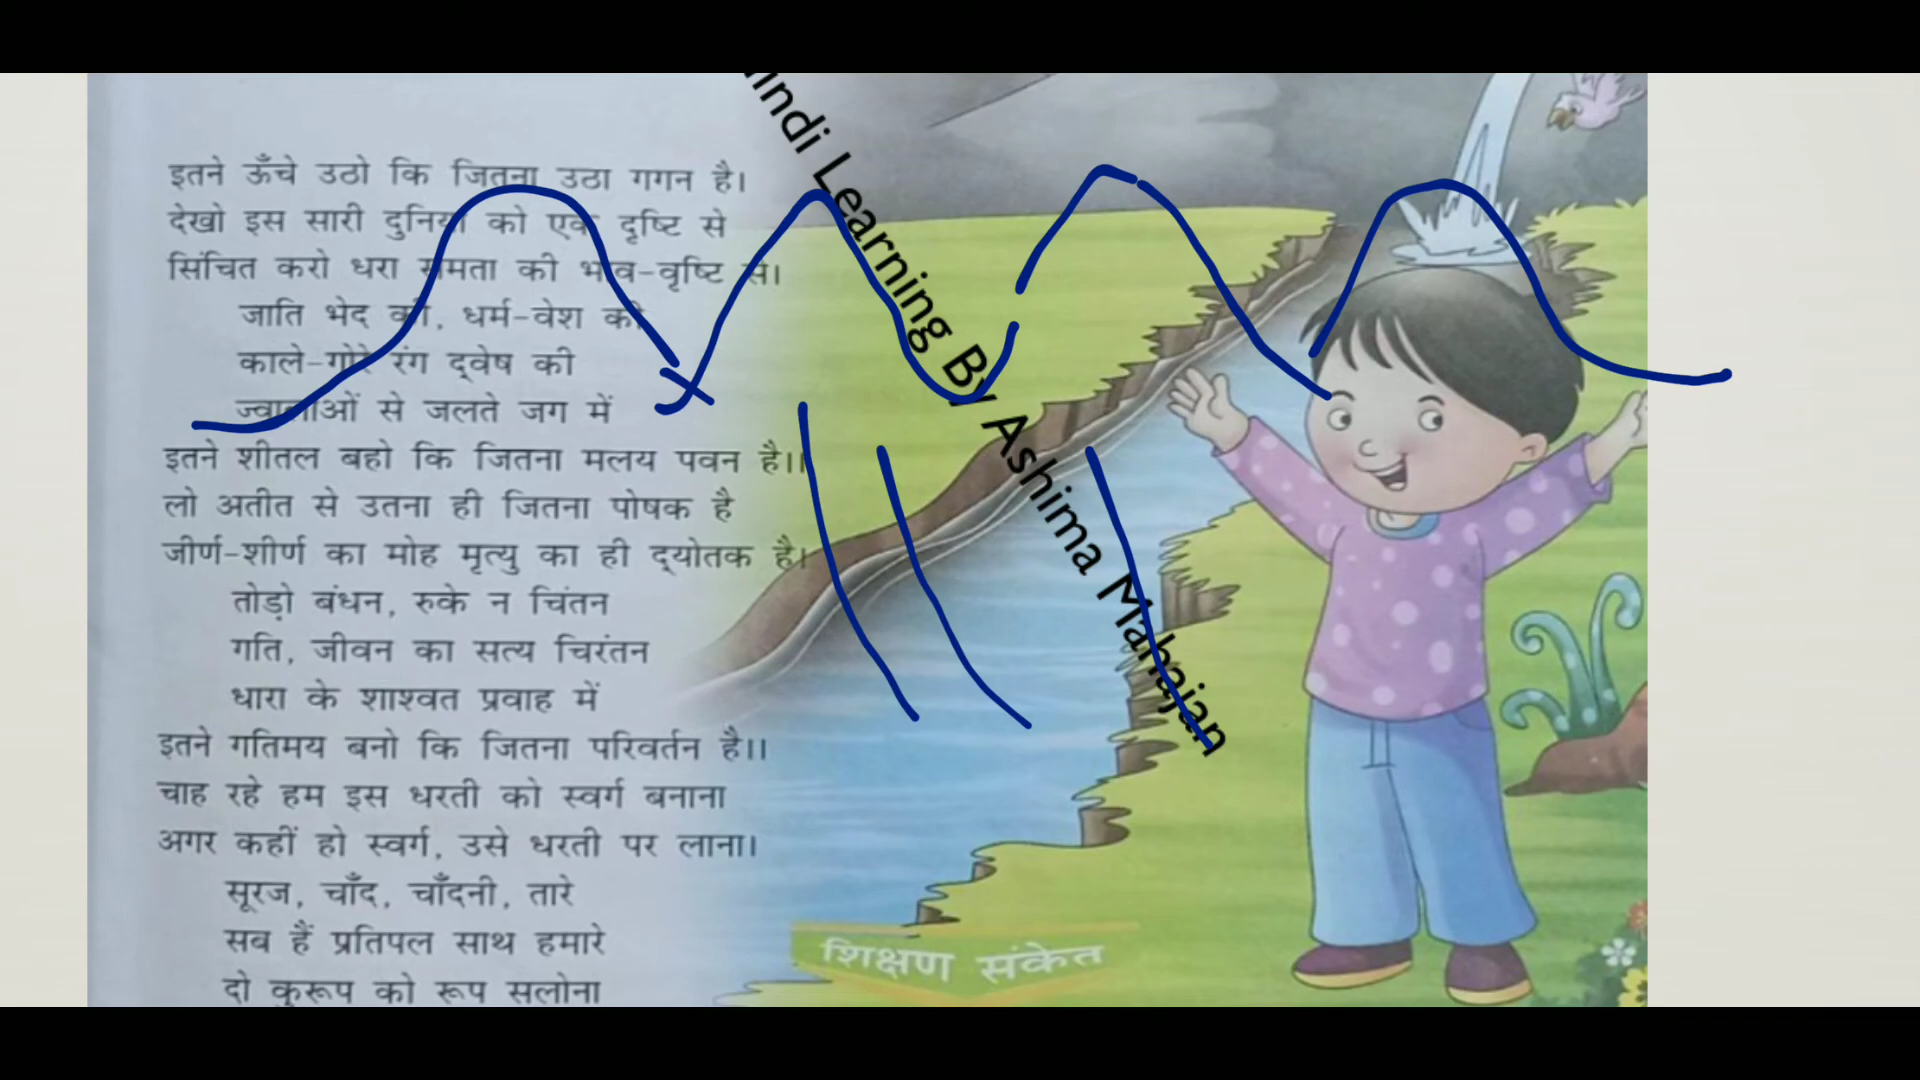 इतने ऊँचे उठो कि जितना उठा गगन है।
देखो इस सारी दुनिया को एक दृष्टि से
सिंचित करो धरा समता की भाव-वृष्टि से।
जाति भेद की, धर्म-वेश की
काले-गोरे रंग द्वेष की
ज्वालाओं से जलते जग में
इतने शीतल बहो कि जितना मलय पवन है।।
लो अतीत से उतना ही जितना पोषक है
जीर्ण-शीर्ण का मोह मृत्यु का ही द्योतक है।
तोड़ो बंधन, रुके न चिंतन
गति, जीवन का सत्य चिरंतन
धारा के शाश्वत प्रवाह में
इतने गतिमय बनो कि जितना परिवर्तन है।।
चाह रहे हम इस धरती को स्वर्ग बनाना
अगर कहीं हो स्वर्ग, उसे धरती पर लाना।
सूरज, चाँद, चाँदनी, तारे
सब हैं प्रतिपल साथ हमारे
दो कुरूप को रूप सलोना
शिक्षण संकेत
Learning By Ashima Mahajan